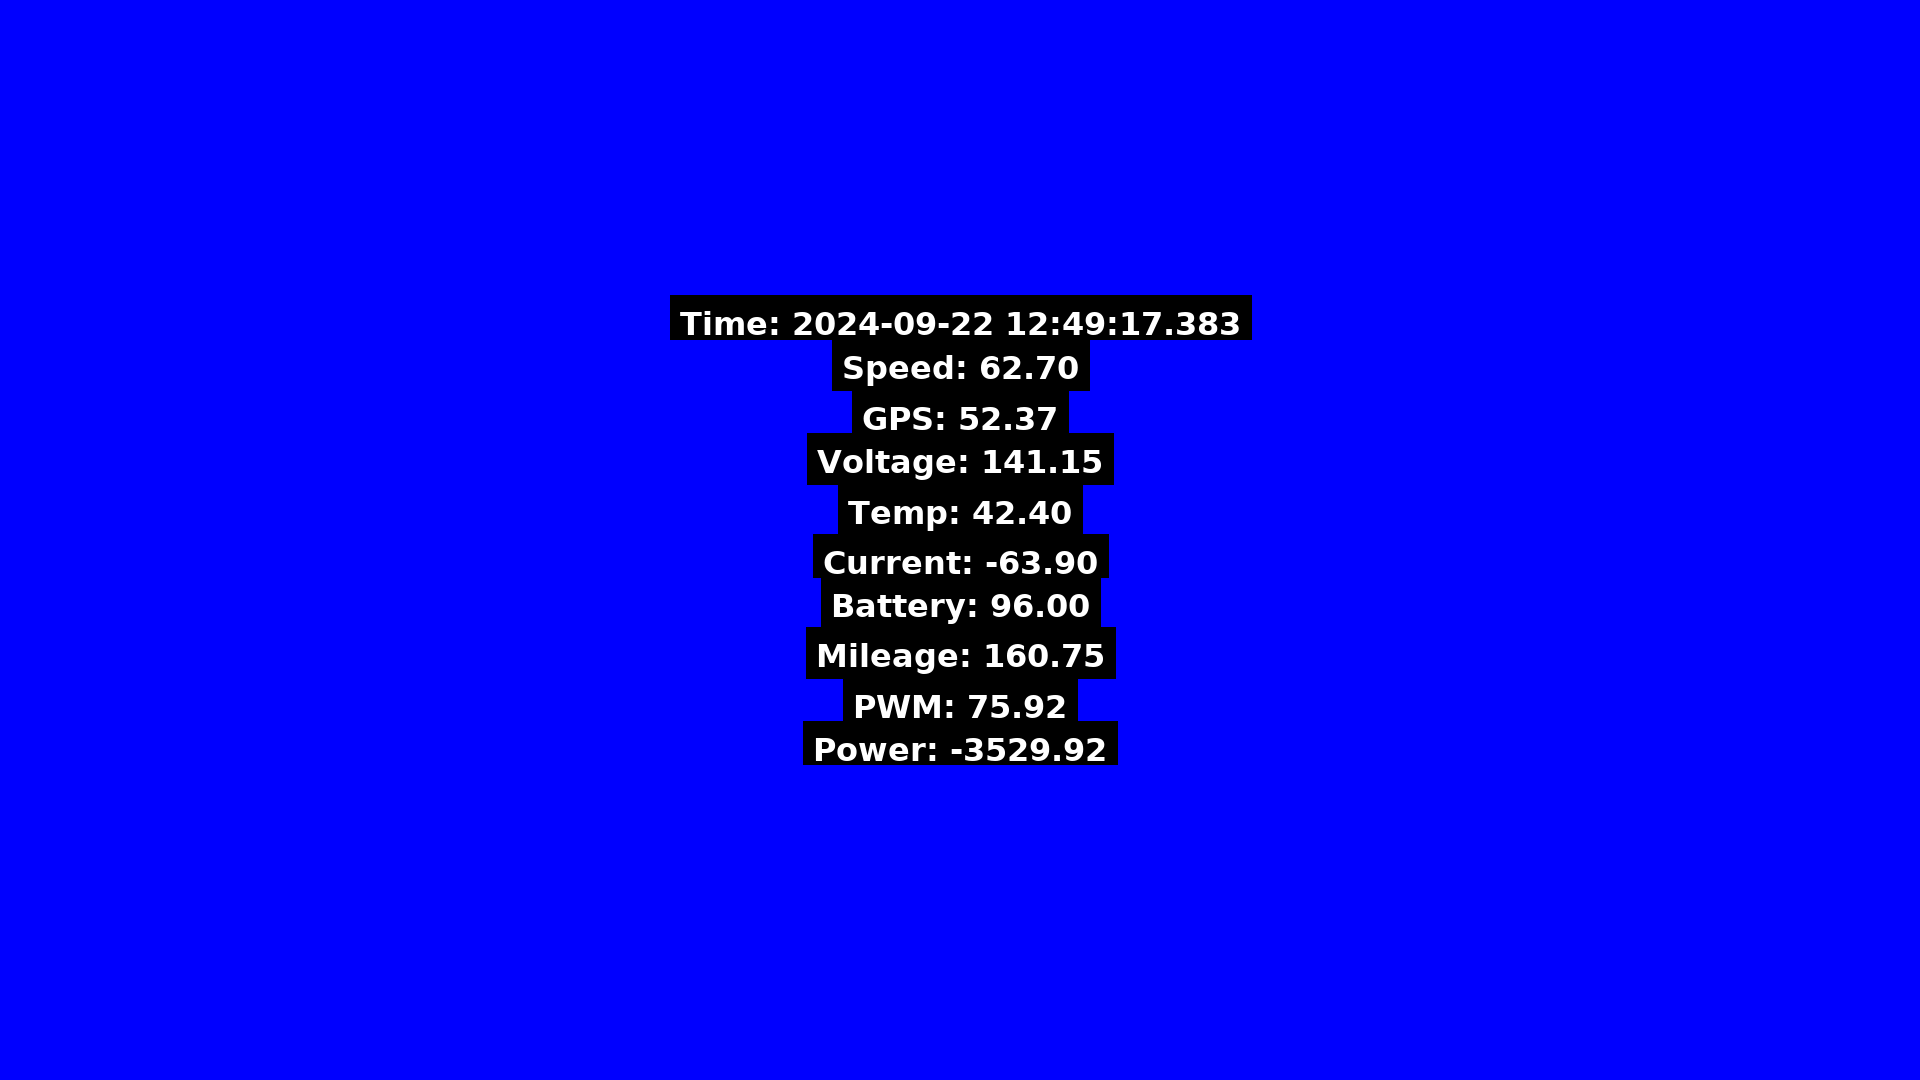 Time: 2024-09-22 12:49:17.383
Speed: 62.70
GPS: 52.37
Voltage: 141.15
Temp: 42.40
Current: -63.90
Battery: 96.00
Mileage: 160.75
PWM: 75.92
Power: -3529.92